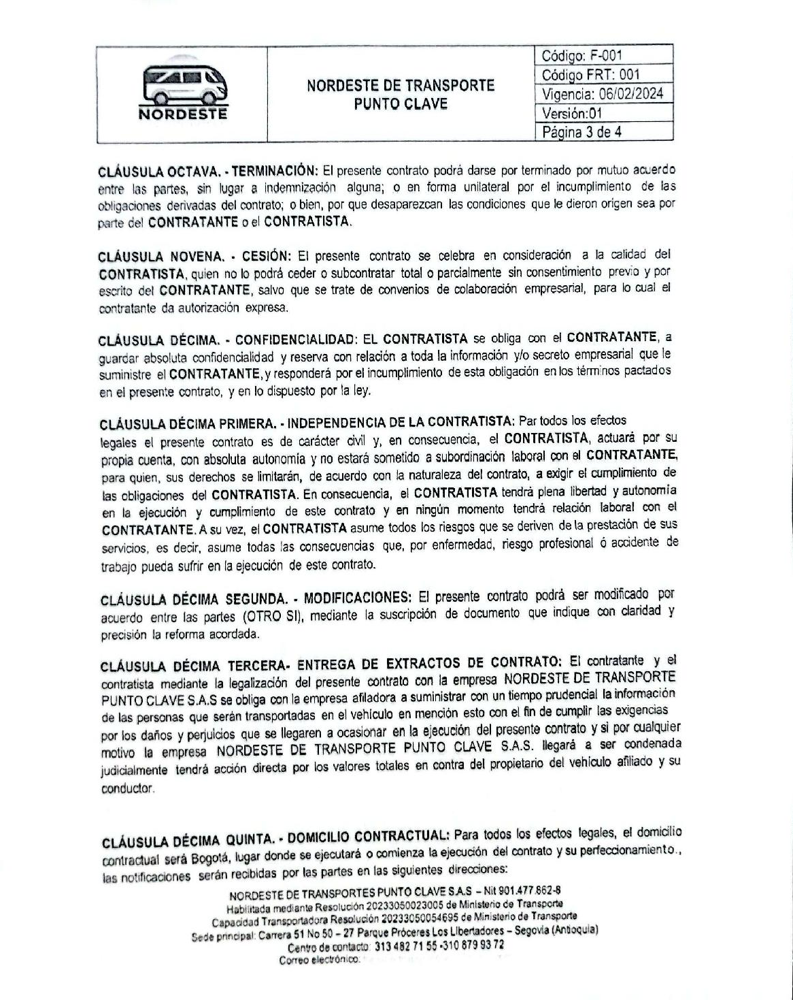 NORDESTE
NORDESTE DE TRANSPORTE
PUNTO CLAVE
Código: F-001
Código FRT: 001
Vigencia: 06/02/2024
Versión:01
Página 3 de 4
CLÁUSULA OCTAVA. - TERMINACIÓN: El presente contrato podrá darse por terminado por mutuo acuerdo
entre las partes, sin lugar a indemnización alguna; o en forma unilateral por el incumplimiento de las
obligaciones derivadas del contrato; o bien, por que desaparezcan las condiciones que le dieron origen sea por
parte del CONTRATANTE o el CONTRATISTA.
CLÁUSULA NOVENA. - CESIÓN: El presente contrato se celebra en consideración a la calidad del
CONTRATISTA, quien no lo podrá ceder o subcontratar total o parcialmente sin consentimiento previo y por
escrito del CONTRATANTE, salvo que se trate de convenios de colaboración empresarial, para lo cual el
contratante da autorización expresa.
CLÁUSULA DÉCIMA. - CONFIDENCIALIDAD: EL CONTRATISTA se obliga con el CONTRATANTE, a
guardar absoluta confidencialidad y reserva con relación a toda la información y/o secreto empresarial que le
suministre el CONTRATANTE, y responderá por el incumplimiento de esta obligación en los términos pactados
en el presente contrato, y en lo dispuesto por la ley.
CLÁUSULA DÉCIMA PRIMERA. - INDEPENDENCIA DE LA CONTRATISTA: Par todos los efectos
legales el presente contrato es de carácter civil y, en consecuencia, el CONTRATISTA, actuará por su
propia cuenta, con absoluta autonomía y no estará sometido a subordinación laboral con el CONTRATANTE,
para quien, sus derechos se limitarán, de acuerdo con la naturaleza del contrato, a exigir el cumplimiento de
las obligaciones del CONTRATISTA. En consecuencia, el CONTRATISTA tendrá plena libertad y autonomía
en la ejecución y cumplimiento de este contrato y en ningún momento tendrá relación laboral con el
CONTRATANTE. A su vez, el CONTRATISTA asume todos los riesgos que se deriven de la prestación de sus
servicios, es decir, asume todas las consecuencias que, por enfermedad, riesgo profesional ó accidente de
trabajo pueda sufrir en la ejecución de este contrato.
CLÁUSULA DÉCIMA SEGUNDA. - MODIFICACIONES: El presente contrato podrá ser modificado por
acuerdo entre las partes (OTRO SI), mediante la suscripción de documento que indique con claridad y
precisión la reforma acordada.
CLÁUSULA DÉCIMA TERCERA- ENTREGA DE EXTRACTOS DE CONTRATO: El contratante y el
contratista mediante la legalización del presente contrato con la empresa NORDESTE DE TRANSPORTE
PUNTO CLAVE S.A.S se obliga con la empresa afiladora a suministrar con un tiempo prudencial la información
de las personas que serán transportadas en el vehículo en mención esto con el fin de cumplir las exigencias
por los daños y perjuicios que se llegaren a ocasionar en la ejecución del presente contrato y si por cualquier
motivo la empresa NORDESTE DE TRANSPORTE PUNTO CLAVE S.A.S. llegará a ser condenada
judicialmente tendrá acción directa por los valores totales en contra del propietario del vehículo afiliado y su
conductor.
CLÁUSULA DÉCIMA QUINTA. - DOMICILIO CONTRACTUAL: Para todos los efectos legales, el domicilio
contractual será Bogotá, lugar donde se ejecutará o comienza la ejecución del contrato y su perfeccionamiento.,
las notificaciones serán recibidas por las partes en las siguientes direcciones:
NORDESTE DE TRANSPORTES PUNTO CLAVE S.A.S – Nit 901.477.862-8
Habilitada mediante Resolución 20233050023005 de Ministerio de Transporte
Capacidad Transportadora Resolución 20233050054695 de Ministerio de Transporte
Sede principal: Carrera 51 No 50 – 27 Parque Próceres Los Libertadores – Segovia (Antioquia)
Centro de contacto: 313 482 71 55 -310 879 93 72
Correo electrónico: